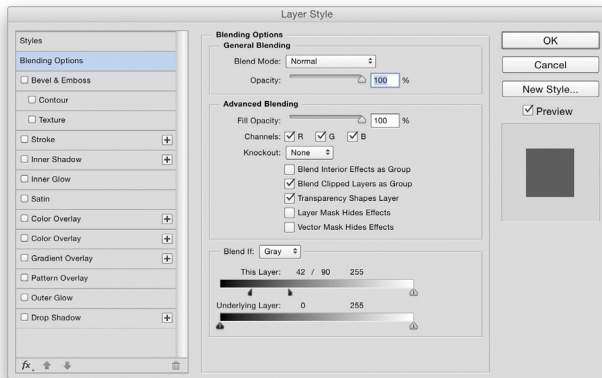 Layer Style
Styles
Blending Options
Bevel & Emboss
Contour
Texture
Stroke
Inner Shadow
Inner Glow
Satin
Color Overlay
Color Overlay
Gradient Overlay
Pattern Overlay
Outer Glow
Drop Shadow
fx
Blending Options
General Blending
Blend Mode: Normal
Opacity: 100 %
Advanced Blending
Fill Opacity: 100 %
Channels: R G B
Knockout: None
Blend Interior Effects as Group
Blend Clipped Layers as Group
Transparency Shapes Layer
Layer Mask Hides Effects
Vector Mask Hides Effects
Blend If: Gray
This Layer: 42 / 90 255
Underlying Layer: 0 255
OK
Cancel
New Style...
Preview